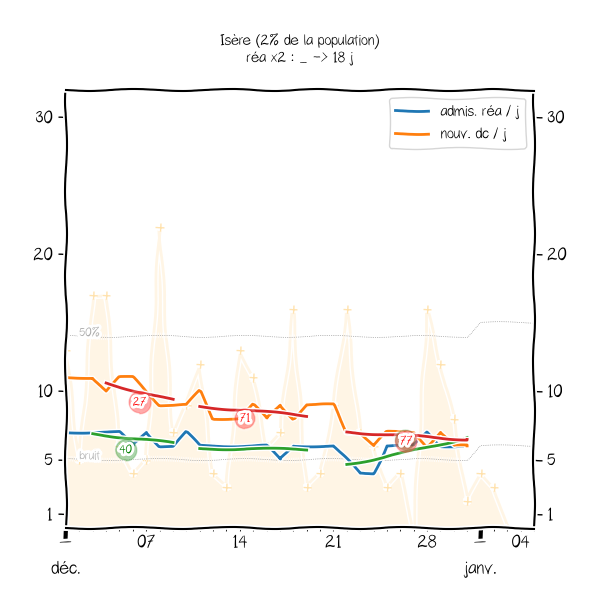 Isère (2% de la population)
réa x2 : _ -> 18 j
admis. réa / j
nouv. dc / j
30
30
20
20
50%
10
10
27
71
77
40
bruit
5
5
1
1
07
14
21
28
04
déc.
janv.